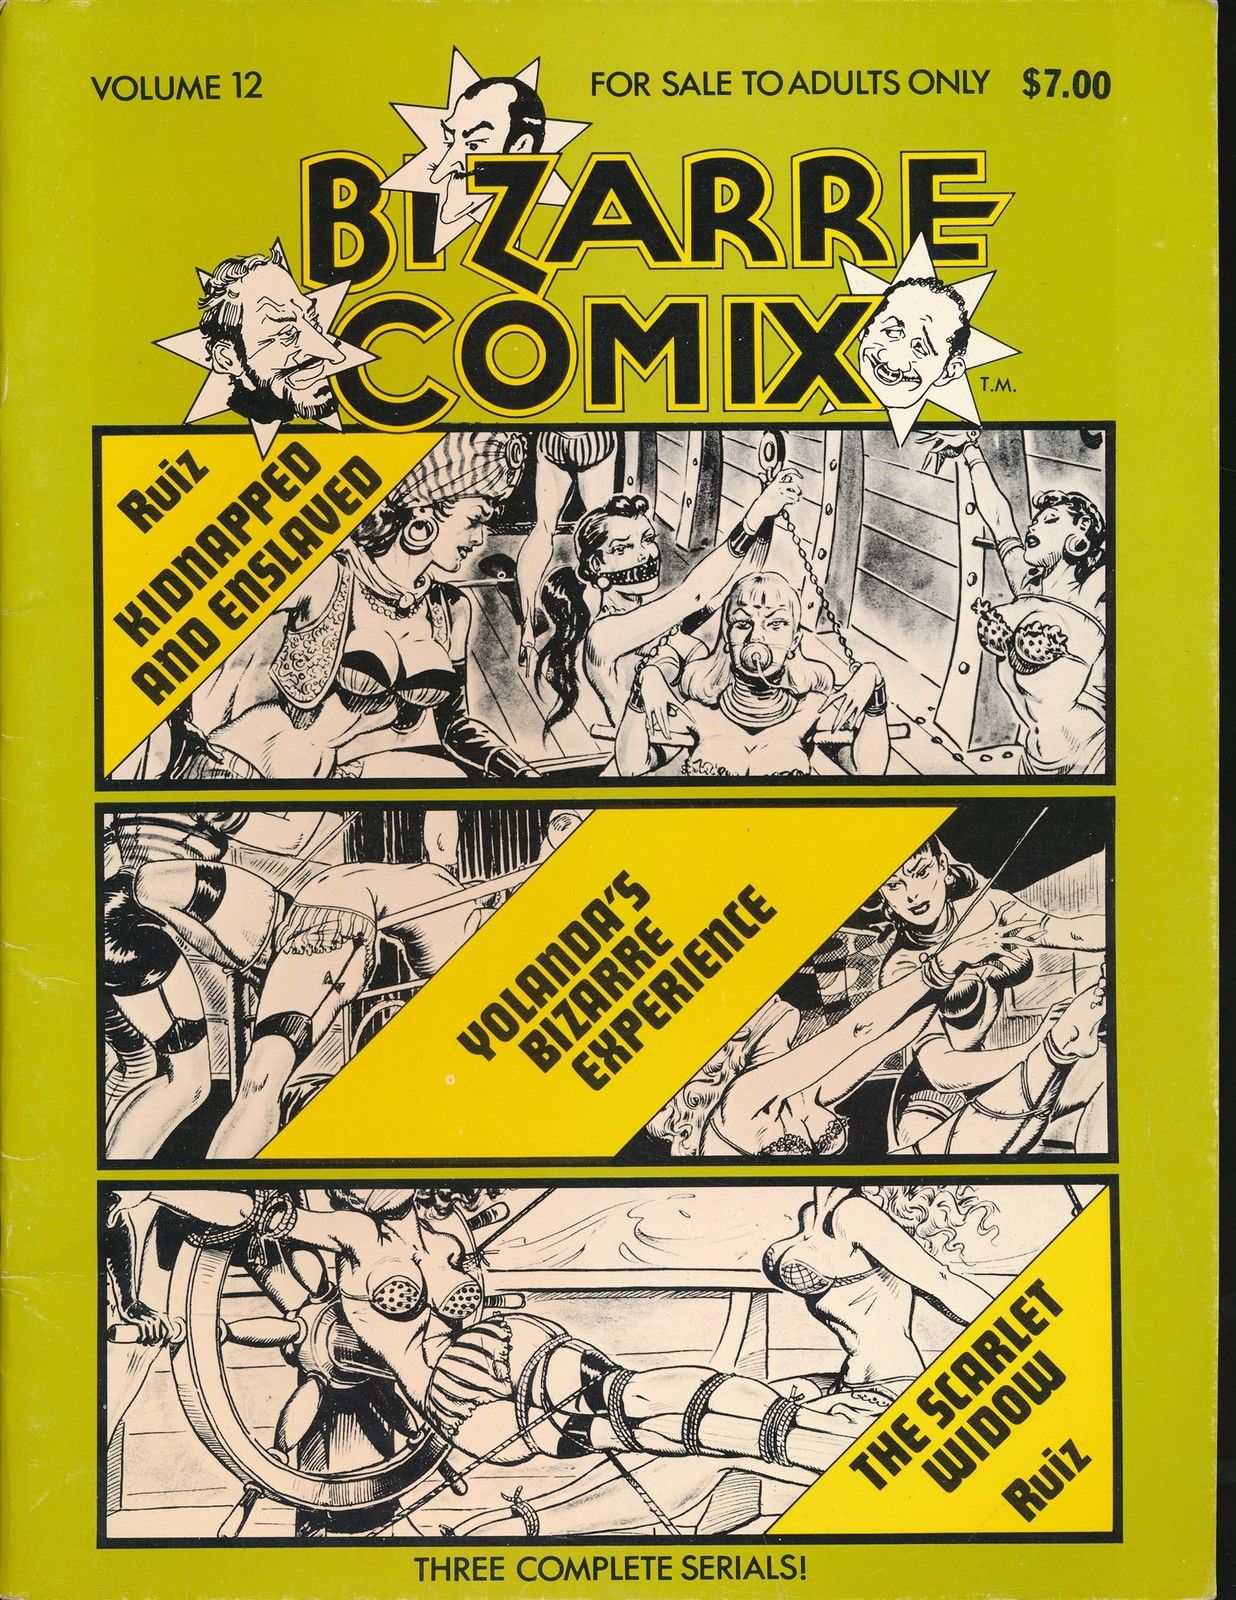 VOLUME 12
FOR SALE TO ADULTS ONLY $7.00
BIZARRE
COMIX
T.M.
Ruiz
KIDNAPPED
AND ENSLAVED
YOLANDA'S
BIZARRE
EXPERIENCE
THE SCARLET
WIDOW
Ruiz
THREE COMPLETE SERIALS!